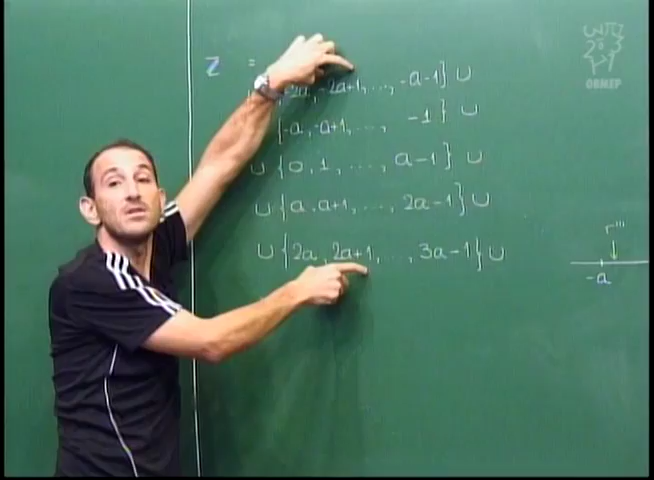 Z =
-2a, -2a+1, ..., -a-1} ∪
{-a, -a+1, ..., -1} ∪
∪ {0, 1, ..., a-1} ∪
∪ {a, a+1, ..., 2a-1} ∪
∪ {2a, 2a+1, ..., 3a-1} ∪
r'''
-a
OBMEP